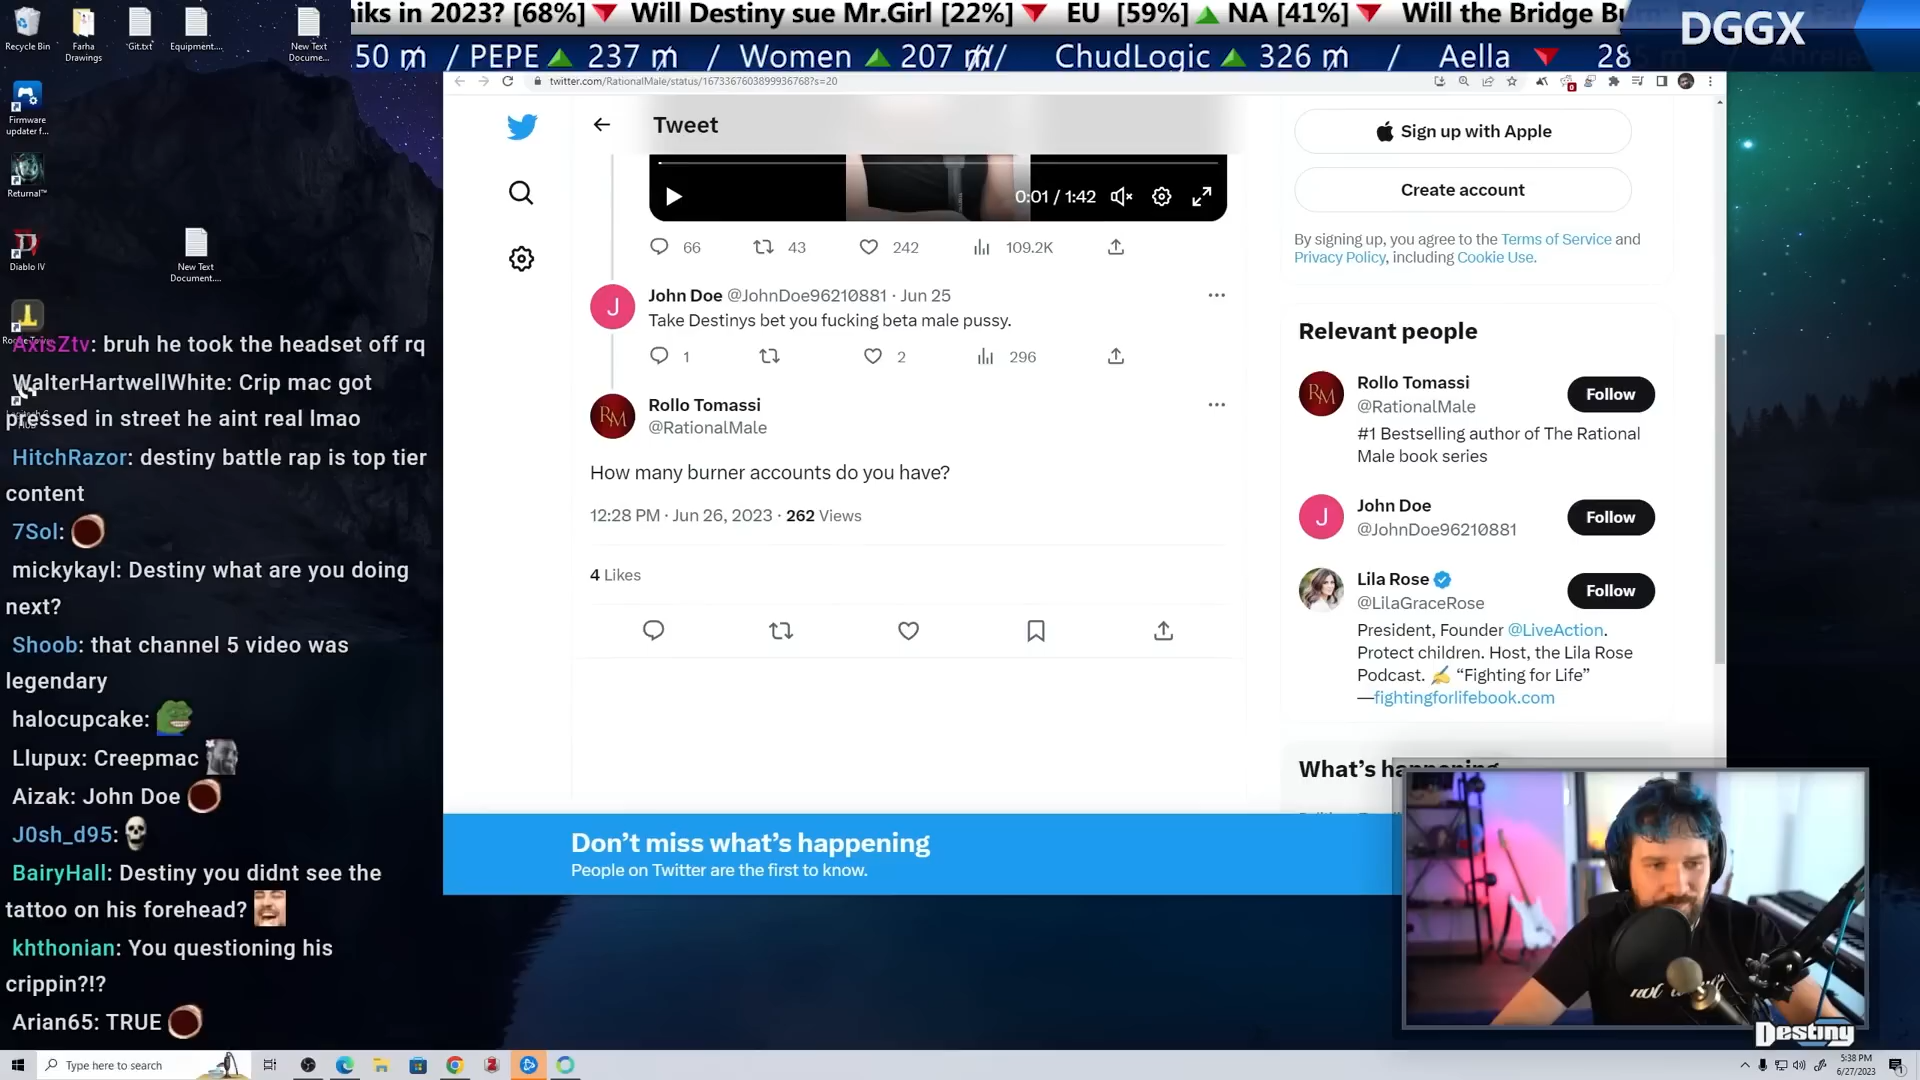 niks in 2023? [68%] Will Destiny sue Mr.Girl [22%] EU [59%] NA [41%] Will the Bridge Bu
DGGX
50 ₥ / PEPE 237 ₥ / Women 207 ₥/ ChudLogic 326 ₥ / Aella 28
Recycle Bin
Farha Drawings
Git.txt
Equipment....
New Text Docume...
Firmware updater f...
Returnal™
Diablo IV
New Text Document....
twitter.com/RationalMale/status/1673367603899936768?s=20
Tweet
0:01 / 1:42
66 43 242 109.2K
John Doe @JohnDoe96210881 · Jun 25
Take Destinys bet you fucking beta male pussy.
1 2 296
Rollo Tomassi
@RationalMale
How many burner accounts do you have?
12:28 PM · Jun 26, 2023 · 262 Views
4 Likes
Sign up with Apple
Create account
By signing up, you agree to the Terms of Service and
Privacy Policy, including Cookie Use.
Relevant people
Rollo Tomassi
@RationalMale
Follow
#1 Bestselling author of The Rational
Male book series
John Doe
@JohnDoe96210881
Follow
Lila Rose
@LilaGraceRose
Follow
President, Founder @LiveAction.
Protect children. Host, the Lila Rose
Podcast. ✍ “Fighting for Life”
—fightingforlifebook.com
What’s happening
Don’t miss what’s happening
People on Twitter are the first to know.
AxisZtv: bruh he took the headset off rq
WalterHartwellWhite: Crip mac got
pressed in street he aint real lmao
HitchRazor: destiny battle rap is top tier
content
7Sol:
mickykayl: Destiny what are you doing
next?
Shoob: that channel 5 video was
legendary
halocupcake:
Llupux: Creepmac
Aizak: John Doe
J0sh_d95:
BairyHall: Destiny you didnt see the
tattoo on his forehead?
khthonian: You questioning his
crippin?!?
Arian65: TRUE
Destiny
Type here to search
5:38 PM
6/27/2023